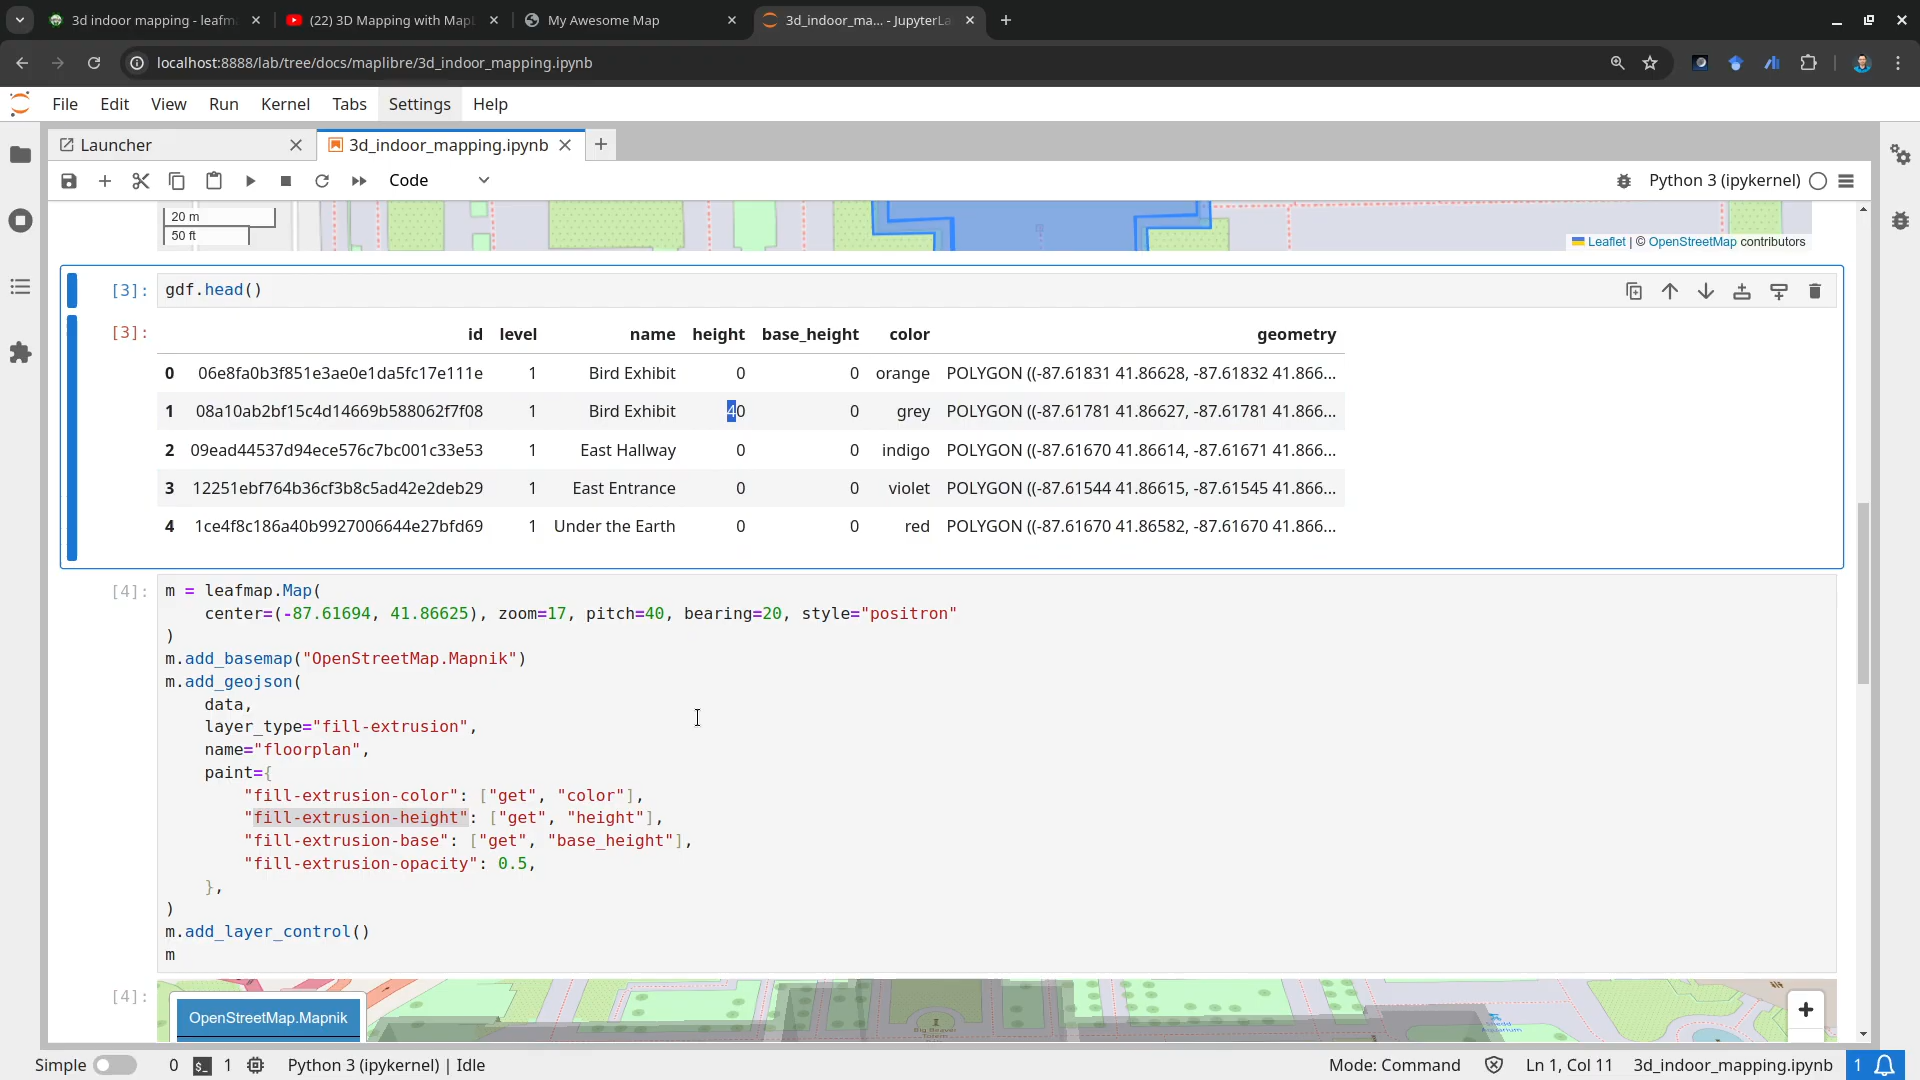 3d indoor mapping - leafm
(22) 3D Mapping with MapL
My Awesome Map
3d_indoor_ma... - JupyterLa
localhost:8888/lab/tree/docs/maplibre/3d_indoor_mapping.ipynb
File Edit View Run Kernel Tabs Settings Help
Launcher
3d_indoor_mapping.ipynb
Code
Python 3 (ipykernel)
20 m
50 ft
Leaflet | © OpenStreetMap contributors
[3]: gdf.head()
[3]: id level name height base_height color geometry
0 06e8fa0b3f851e3ae0e1da5fc17e111e 1 Bird Exhibit 0 0 orange POLYGON ((-87.61831 41.86628, -87.61832 41.866...
1 08a10ab2bf15c4d14669b588062f7f08 1 Bird Exhibit 40 0 grey POLYGON ((-87.61781 41.86627, -87.61781 41.866...
2 09ead44537d94ece576c7bc001c33e53 1 East Hallway 0 0 indigo POLYGON ((-87.61670 41.86614, -87.61671 41.866...
3 12251ebf764b36cf3b8c5ad42e2deb29 1 East Entrance 0 0 violet POLYGON ((-87.61544 41.86615, -87.61545 41.866...
4 1ce4f8c186a40b9927006644e27bfd69 1 Under the Earth 0 0 red POLYGON ((-87.61670 41.86582, -87.61670 41.866...
[4]: m = leafmap.Map(
center=(-87.61694, 41.86625), zoom=17, pitch=40, bearing=20, style="positron"
)
m.add_basemap("OpenStreetMap.Mapnik")
m.add_geojson(
data,
layer_type="fill-extrusion",
name="floorplan",
paint={
"fill-extrusion-color": ["get", "color"],
"fill-extrusion-height": ["get", "height"],
"fill-extrusion-base": ["get", "base_height"],
"fill-extrusion-opacity": 0.5,
},
)
m.add_layer_control()
m
[4]:
OpenStreetMap.Mapnik
Simple 0 1 Python 3 (ipykernel) | Idle
Mode: Command Ln 1, Col 11 3d_indoor_mapping.ipynb 1